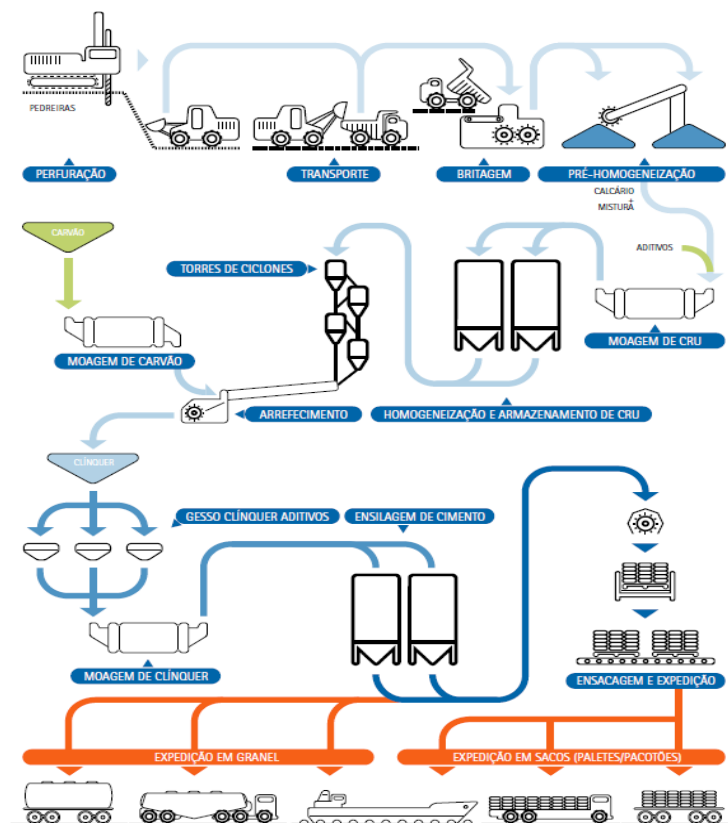 PEDREIRAS
PERFURAÇÃO
TRANSPORTE
BRITAGEM
PRÉ-HOMOGENEIZAÇÃO
CALCÁRIO
+
MISTURA
CARVÃO
TORRES DE CICLONES
ADITIVOS
MOAGEM DE CARVÃO
MOAGEM DE CRU
ARREFECIMENTO
HOMOGENEIZAÇÃO E ARMAZENAMENTO DE CRU
CLÍNQUER
GESSO CLÍNQUER ADITIVOS
ENSILAGEM DE CIMENTO
MOAGEM DE CLÍNQUER
ENSACAGEM E EXPEDIÇÃO
EXPEDIÇÃO EM GRANEL
EXPEDIÇÃO EM SACOS (PALETES/PACOTÕES)